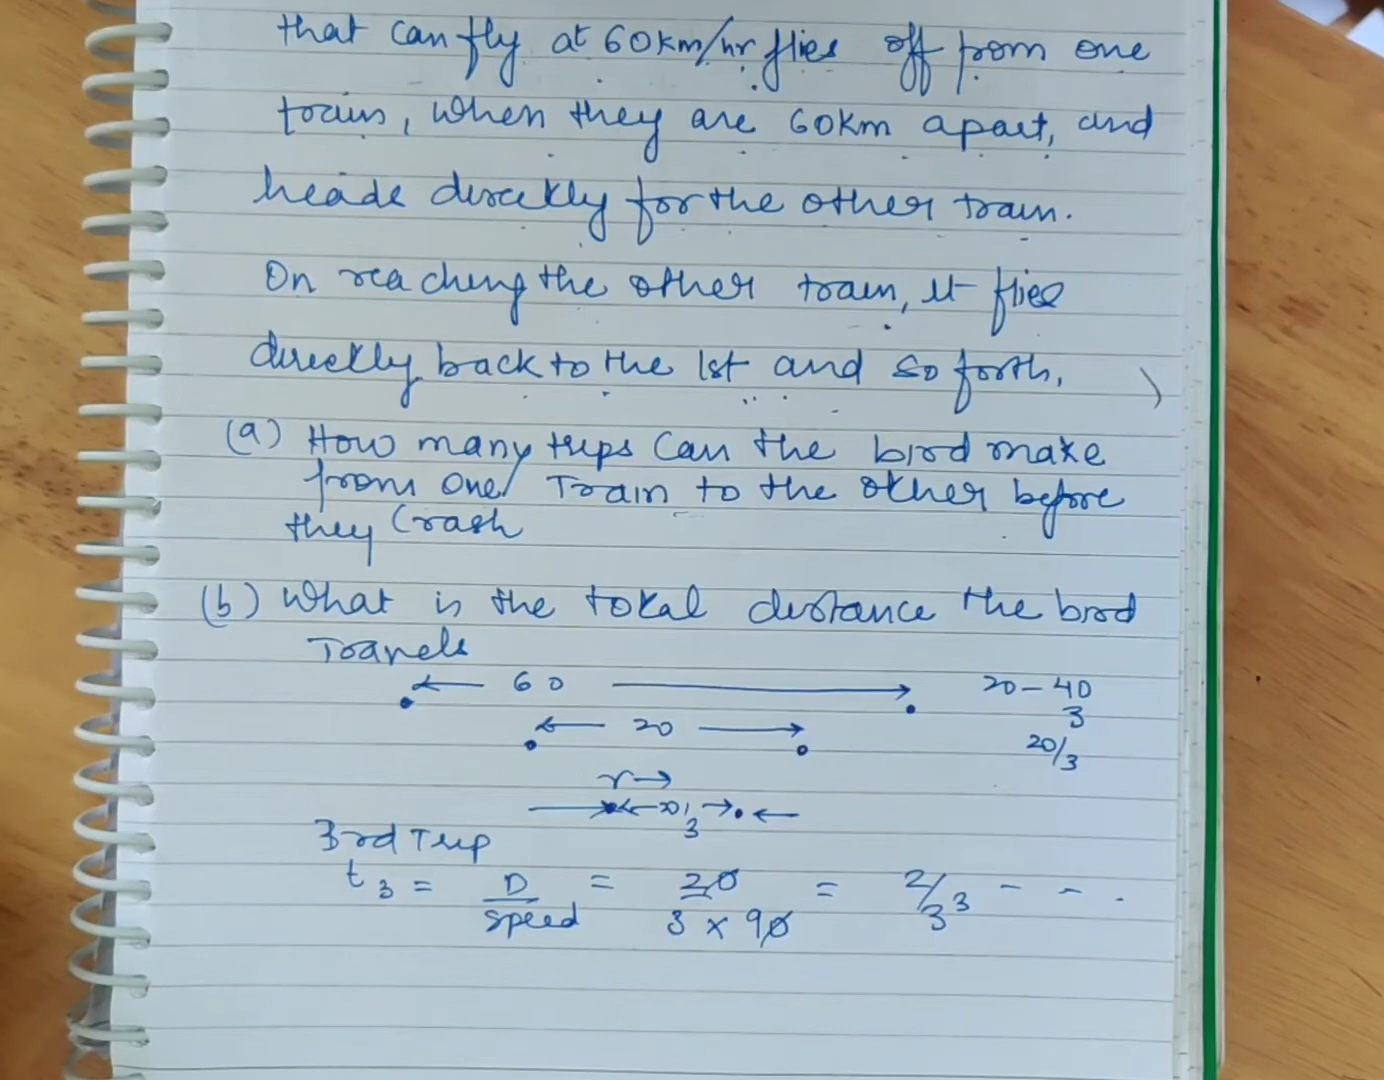 that can fly at 60km/hr flies off from one
train, when they are 60km apart, and
heads directly for the other train.
On reaching the other train, it flies
directly back to the 1st and so forth,
(a) How many trips can the bird make
from one Train to the other before
they Crash
(b) What is the total distance the bird
Travels
60
20 - 40
3
20
20/3
r→
20/3
3rd Trip
t3 = D/Speed = 20/3 × 90 = 2/3^3 - - .